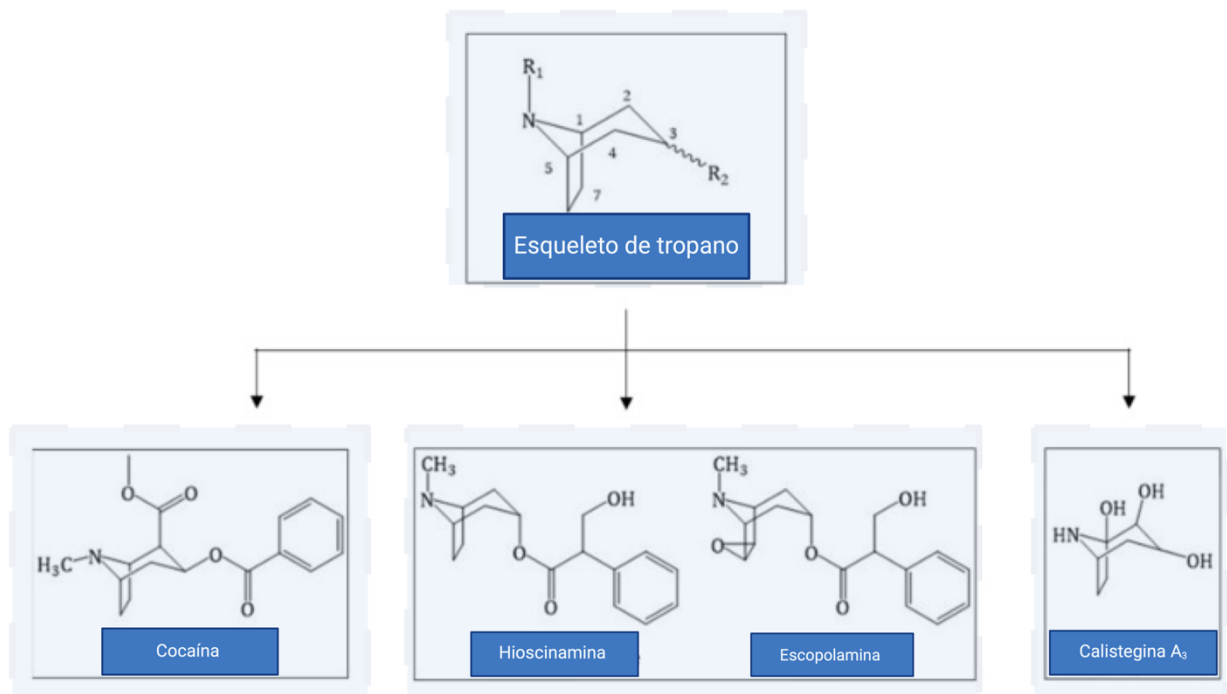 R₁
N
1
2
3
4
5
7
R₂
Esqueleto de tropano
O
O
H₃C
N
O
O
Cocaína
CH₃
N
OH
O
O
Hioscinamina
CH₃
N
OH
O
O
O
Escopolamina
OH
OH
HN
OH
Calistegina A₃